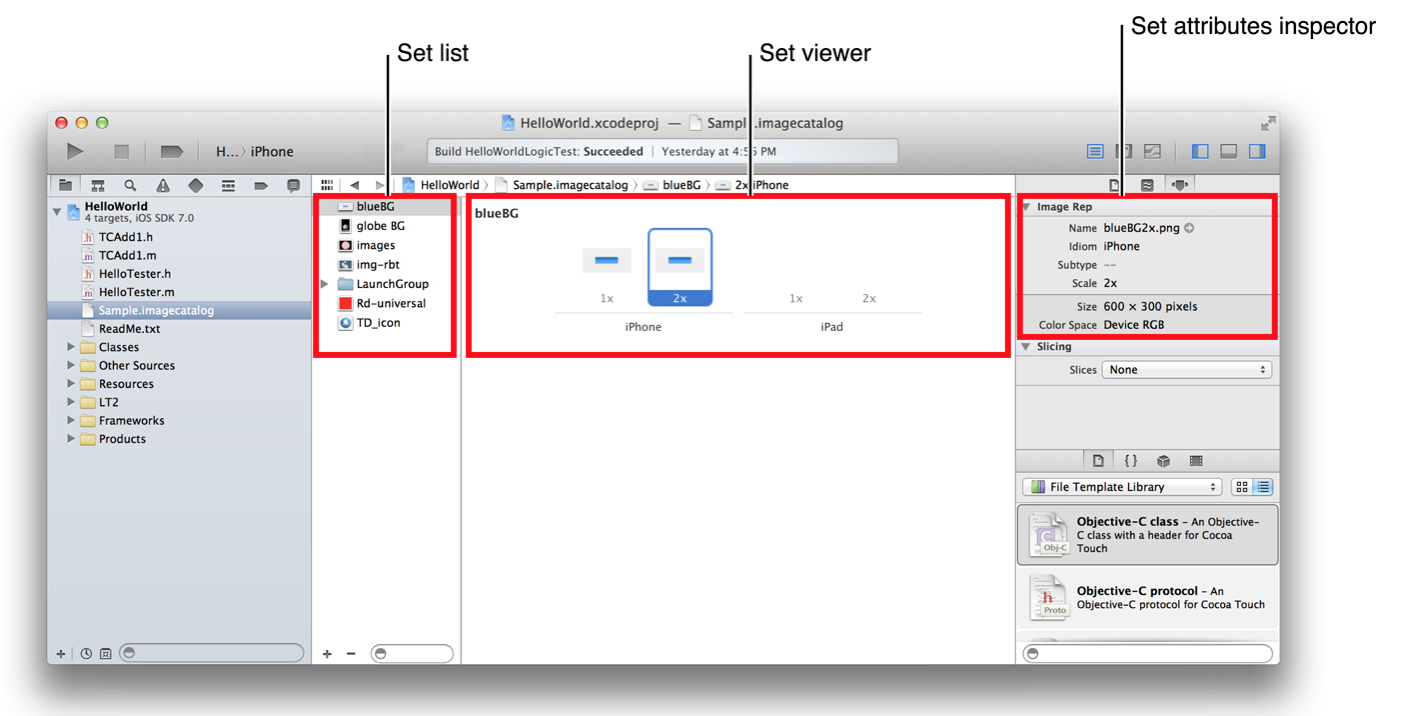 Set attributes inspector
Set list
Set viewer
HelloWorld.xcodeproj — Sampl .imagecatalog
H... › iPhone
Build HelloWorldLogicTest: Succeeded | Yesterday at 4:56 PM
HelloWorld › Sample.imagecatalog › blueBG › 2x iPhone
HelloWorld
4 targets, iOS SDK 7.0
TCAdd1.h
TCAdd1.m
HelloTester.h
HelloTester.m
Sample.imagecatalog
ReadMe.txt
Classes
Other Sources
Resources
LT2
Frameworks
Products
blueBG
globe BG
images
img-rbt
LaunchGroup
Rd-universal
TD_icon
blueBG
1x 2x 1x 2x
iPhone iPad
Image Rep
Name blueBG2x.png
Idiom iPhone
Subtype --
Scale 2x
Size 600 × 300 pixels
Color Space Device RGB
Slicing
Slices None
{}
File Template Library
Objective-C class – An Objective-
C class with a header for Cocoa
Touch
C
Obj-C
Objective-C protocol – An
Objective-C protocol for Cocoa Touch
h
Proto